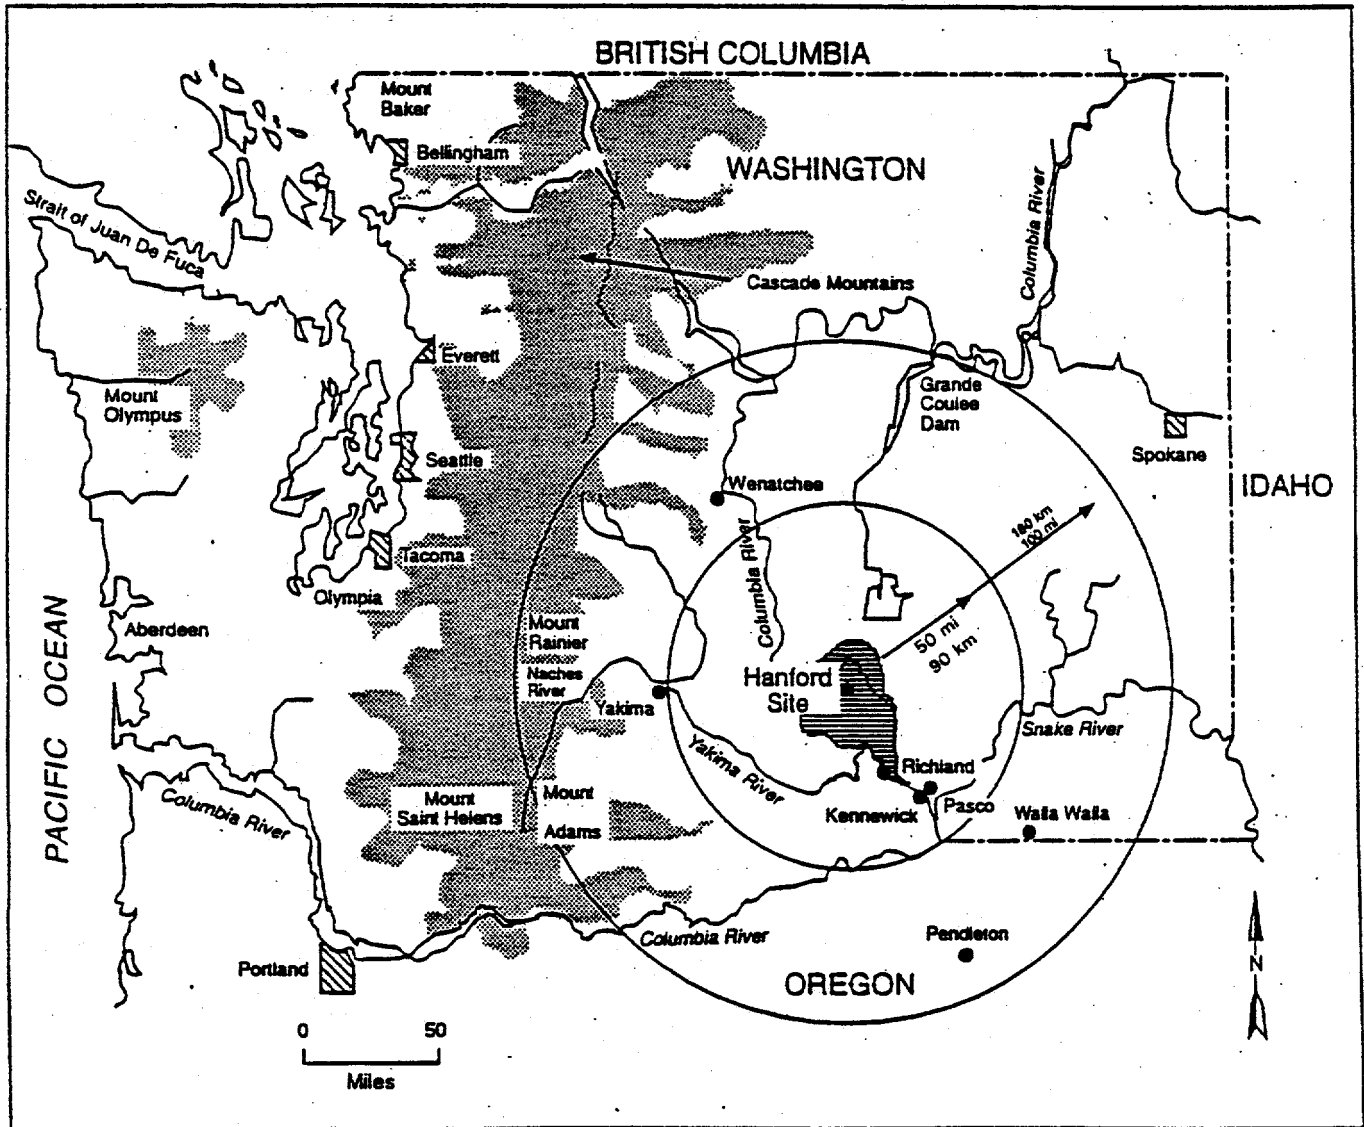 BRITISH COLUMBIA
Mount
Baker
Bellingham
WASHINGTON
Strait of Juan De Fuca
Columbia River
Cascade Mountains
Everett
Mount
Olympus
Grande
Coulee
Dam
Seattle
Spokane
Wenatchee
IDAHO
180 km
100 mi
Columbia River
Tacoma
Olympia
PACIFIC OCEAN
Aberdeen
Mount
Rainier
50 mi
90 km
Naches
River
Hanford
Site
Yakima
Snake River
Yakima River
Richland
Columbia River
Mount
Saint Helens
Mount
Adams
Kennewick
Pasco
Walla Walla
Columbia River
Pendleton
N
Portland
OREGON
0 50
Miles